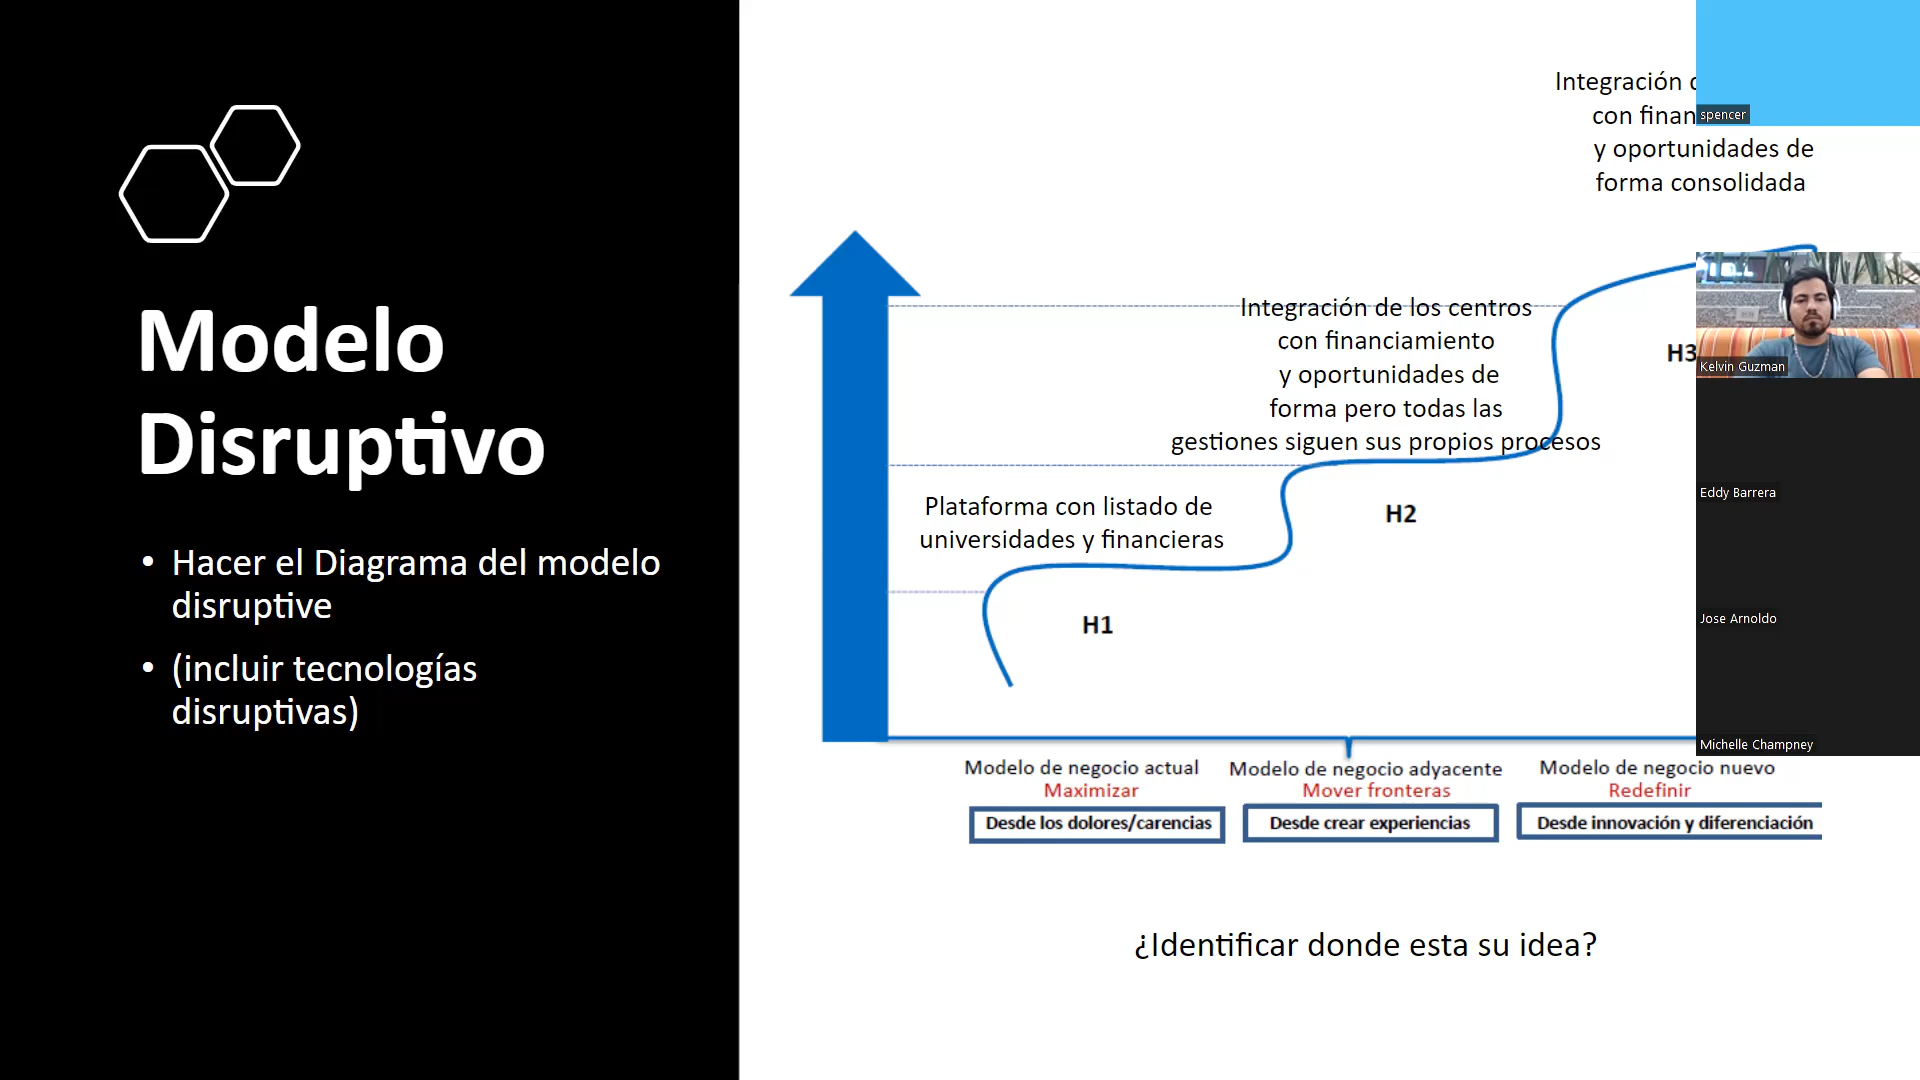 Modelo
Disruptivo
• Hacer el Diagrama del modelo
disruptive
• (incluir tecnologías
disruptivas)
Integración
con
y oportunidades de
forma consolidada
Integración de los centros
con financiamiento
y oportunidades de
forma pero todas las
gestiones siguen sus propios procesos
H3
Plataforma con listado de
universidades y financieras
H2
H1
Modelo de negocio actual
Maximizar
Desde los dolores/carencias
Modelo de negocio adyacente
Mover fronteras
Desde crear experiencias
Modelo de negocio nuevo
Redefinir
Desde innovación y diferenciación
¿Identificar donde esta su idea?
spencer
Kelvin Guzman
Eddy Barrera
Jose Arnoldo
Michelle Champney